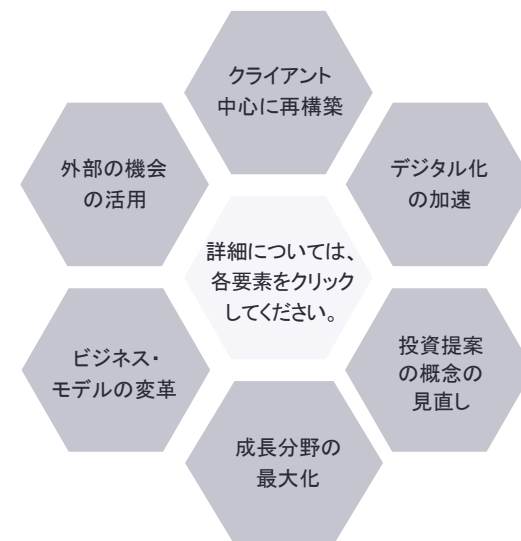 クライアント
中心に再構築
外部の機会
の活用
デジタル化
の加速
詳細については、
各要素をクリック
してください。
ビジネス・
モデルの変革
投資提案
の概念の
見直し
成長分野の
最大化